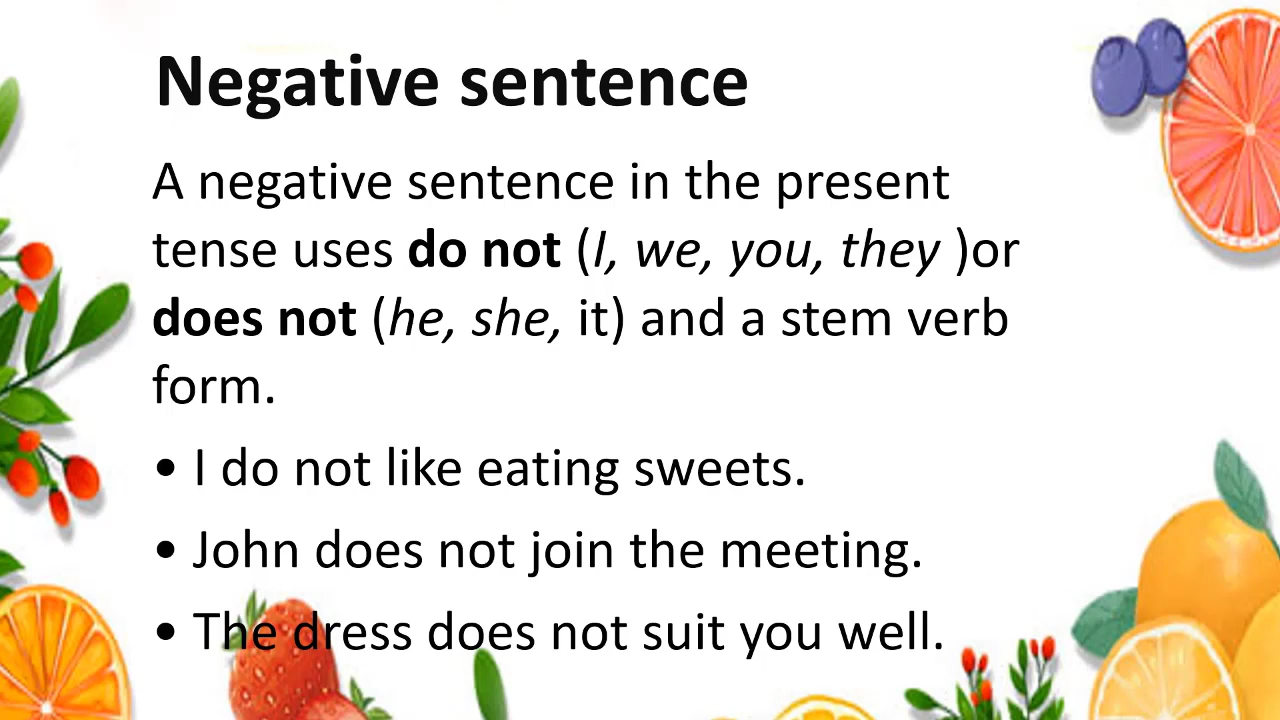 Negative sentence
A negative sentence in the present
tense uses do not (I, we, you, they )or
does not (he, she, it) and a stem verb
form.
• I do not like eating sweets.
• John does not join the meeting.
• The dress does not suit you well.